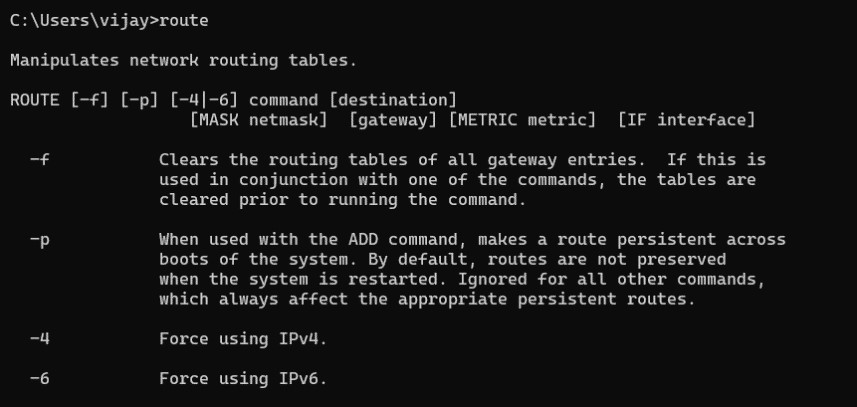 C:\Users\vijay>route
Manipulates network routing tables.
ROUTE [-f] [-p] [-4|-6] command [destination]
[MASK netmask]  [gateway] [METRIC metric]  [IF interface]
-f           Clears the routing tables of all gateway entries.  If this is
used in conjunction with one of the commands, the tables are
cleared prior to running the command.
-p           When used with the ADD command, makes a route persistent across
boots of the system. By default, routes are not preserved
when the system is restarted. Ignored for all other commands,
which always affect the appropriate persistent routes.
-4           Force using IPv4.
-6           Force using IPv6.